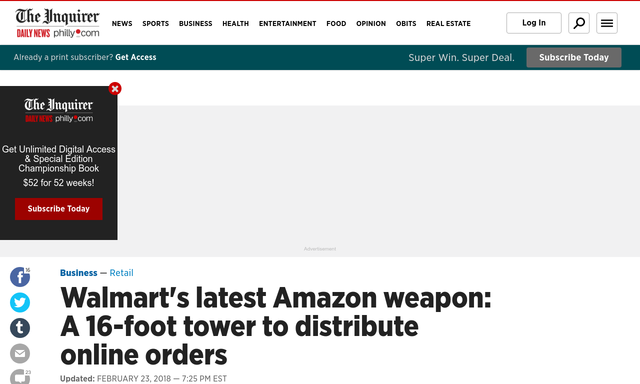 The Inquirer
DAILY NEWS philly.com
NEWS SPORTS BUSINESS HEALTH ENTERTAINMENT FOOD OPINION OBITS REAL ESTATE
Log In
Already a print subscriber? Get Access
Super Win. Super Deal.
Subscribe Today
The Inquirer
DAILY NEWS philly.com
Get Unlimited Digital Access
& Special Edition
Championship Book
$52 for 52 weeks!
Subscribe Today
Advertisement
16
23
Business — Retail
Walmart's latest Amazon weapon:
A 16-foot tower to distribute
online orders
Updated: FEBRUARY 23, 2018 — 7:25 PM EST